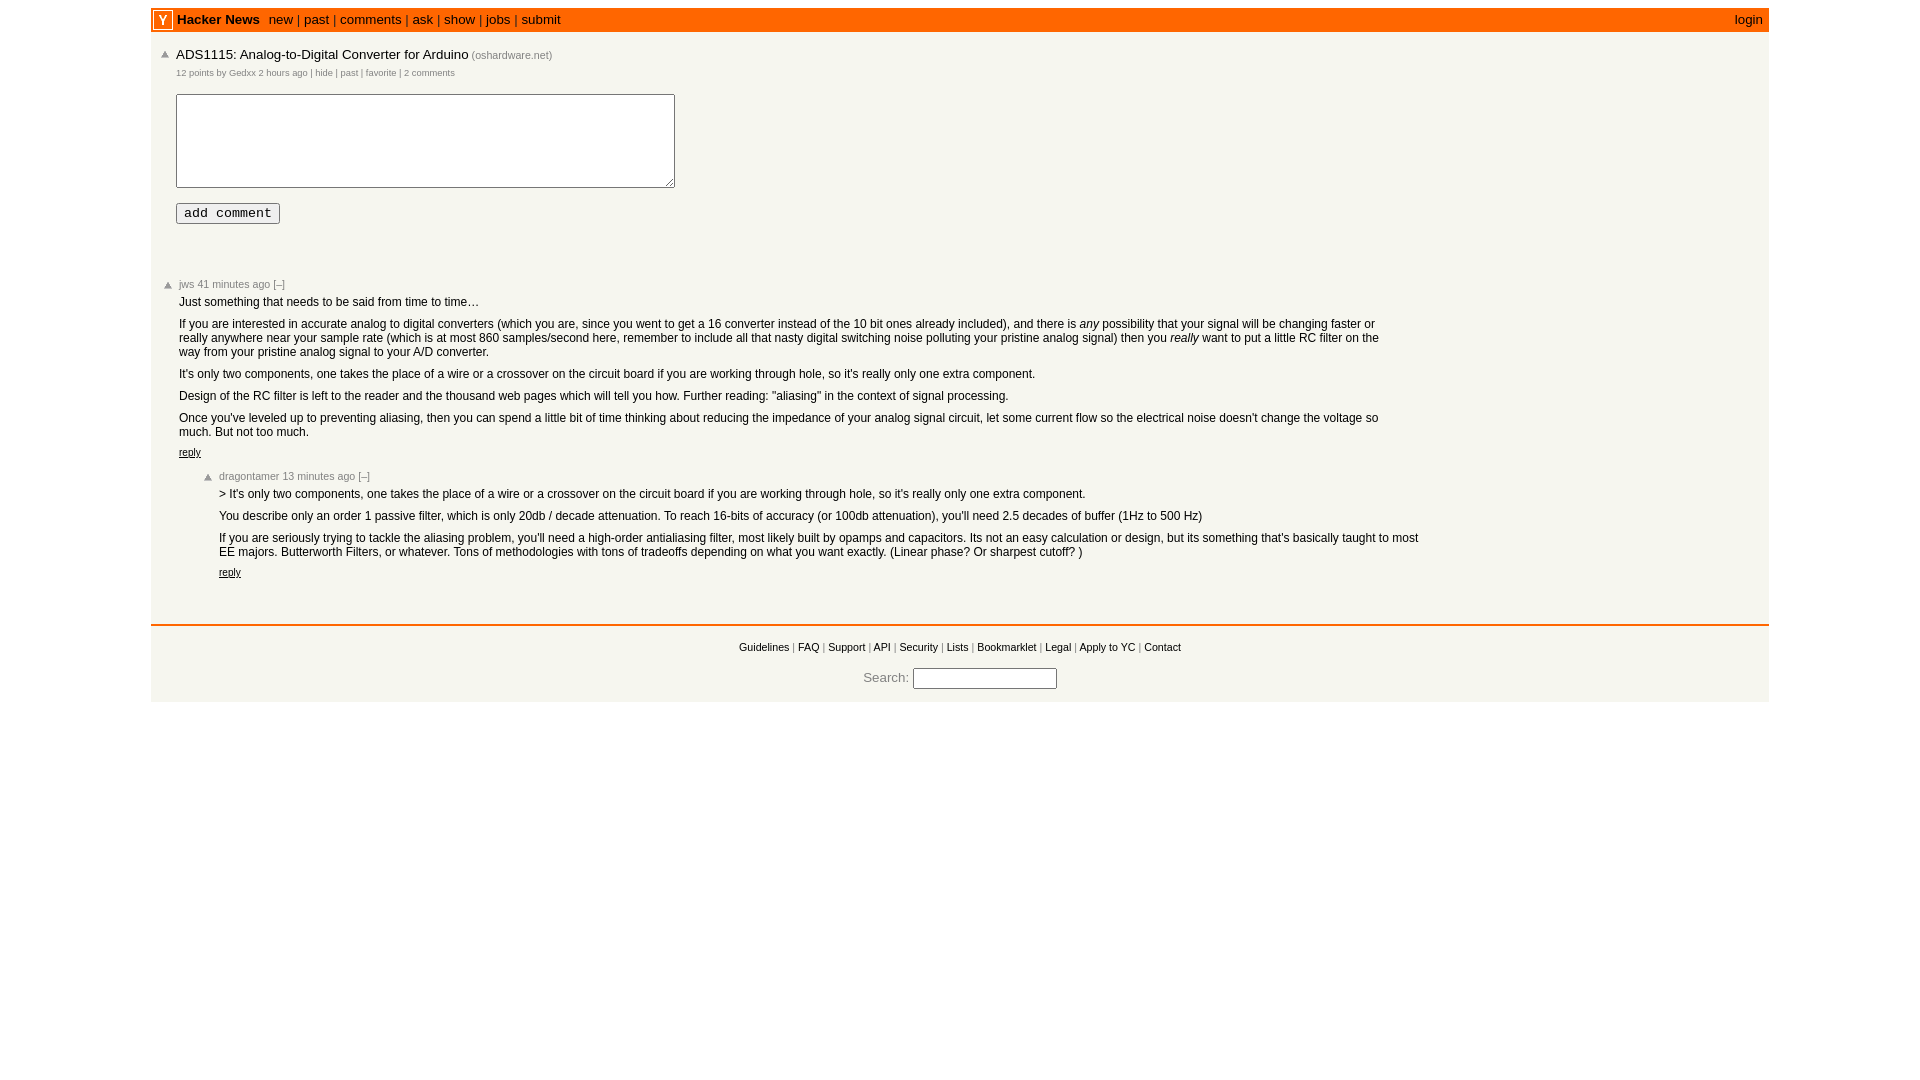 Y Hacker News new | past | comments | ask | show | jobs | submit login
ADS1115: Analog-to-Digital Converter for Arduino (oshardware.net)
12 points by Gedxx 2 hours ago | hide | past | favorite | 2 comments
add comment
jws 41 minutes ago [–]
Just something that needs to be said from time to time…
If you are interested in accurate analog to digital converters (which you are, since you went to get a 16 converter instead of the 10 bit ones already included), and there is any possibility that your signal will be changing faster or
really anywhere near your sample rate (which is at most 860 samples/second here, remember to include all that nasty digital switching noise polluting your pristine analog signal) then you really want to put a little RC filter on the
way from your pristine analog signal to your A/D converter.
It's only two components, one takes the place of a wire or a crossover on the circuit board if you are working through hole, so it's really only one extra component.
Design of the RC filter is left to the reader and the thousand web pages which will tell you how. Further reading: "aliasing" in the context of signal processing.
Once you've leveled up to preventing aliasing, then you can spend a little bit of time thinking about reducing the impedance of your analog signal circuit, let some current flow so the electrical noise doesn't change the voltage so
much. But not too much.
reply
dragontamer 13 minutes ago [–]
> It's only two components, one takes the place of a wire or a crossover on the circuit board if you are working through hole, so it's really only one extra component.
You describe only an order 1 passive filter, which is only 20db / decade attenuation. To reach 16-bits of accuracy (or 100db attenuation), you'll need 2.5 decades of buffer (1Hz to 500 Hz)
If you are seriously trying to tackle the aliasing problem, you'll need a high-order antialiasing filter, most likely built by opamps and capacitors. Its not an easy calculation or design, but its something that's basically taught to most
EE majors. Butterworth Filters, or whatever. Tons of methodologies with tons of tradeoffs depending on what you want exactly. (Linear phase? Or sharpest cutoff? )
reply
Guidelines | FAQ | Support | API | Security | Lists | Bookmarklet | Legal | Apply to YC | Contact
Search: